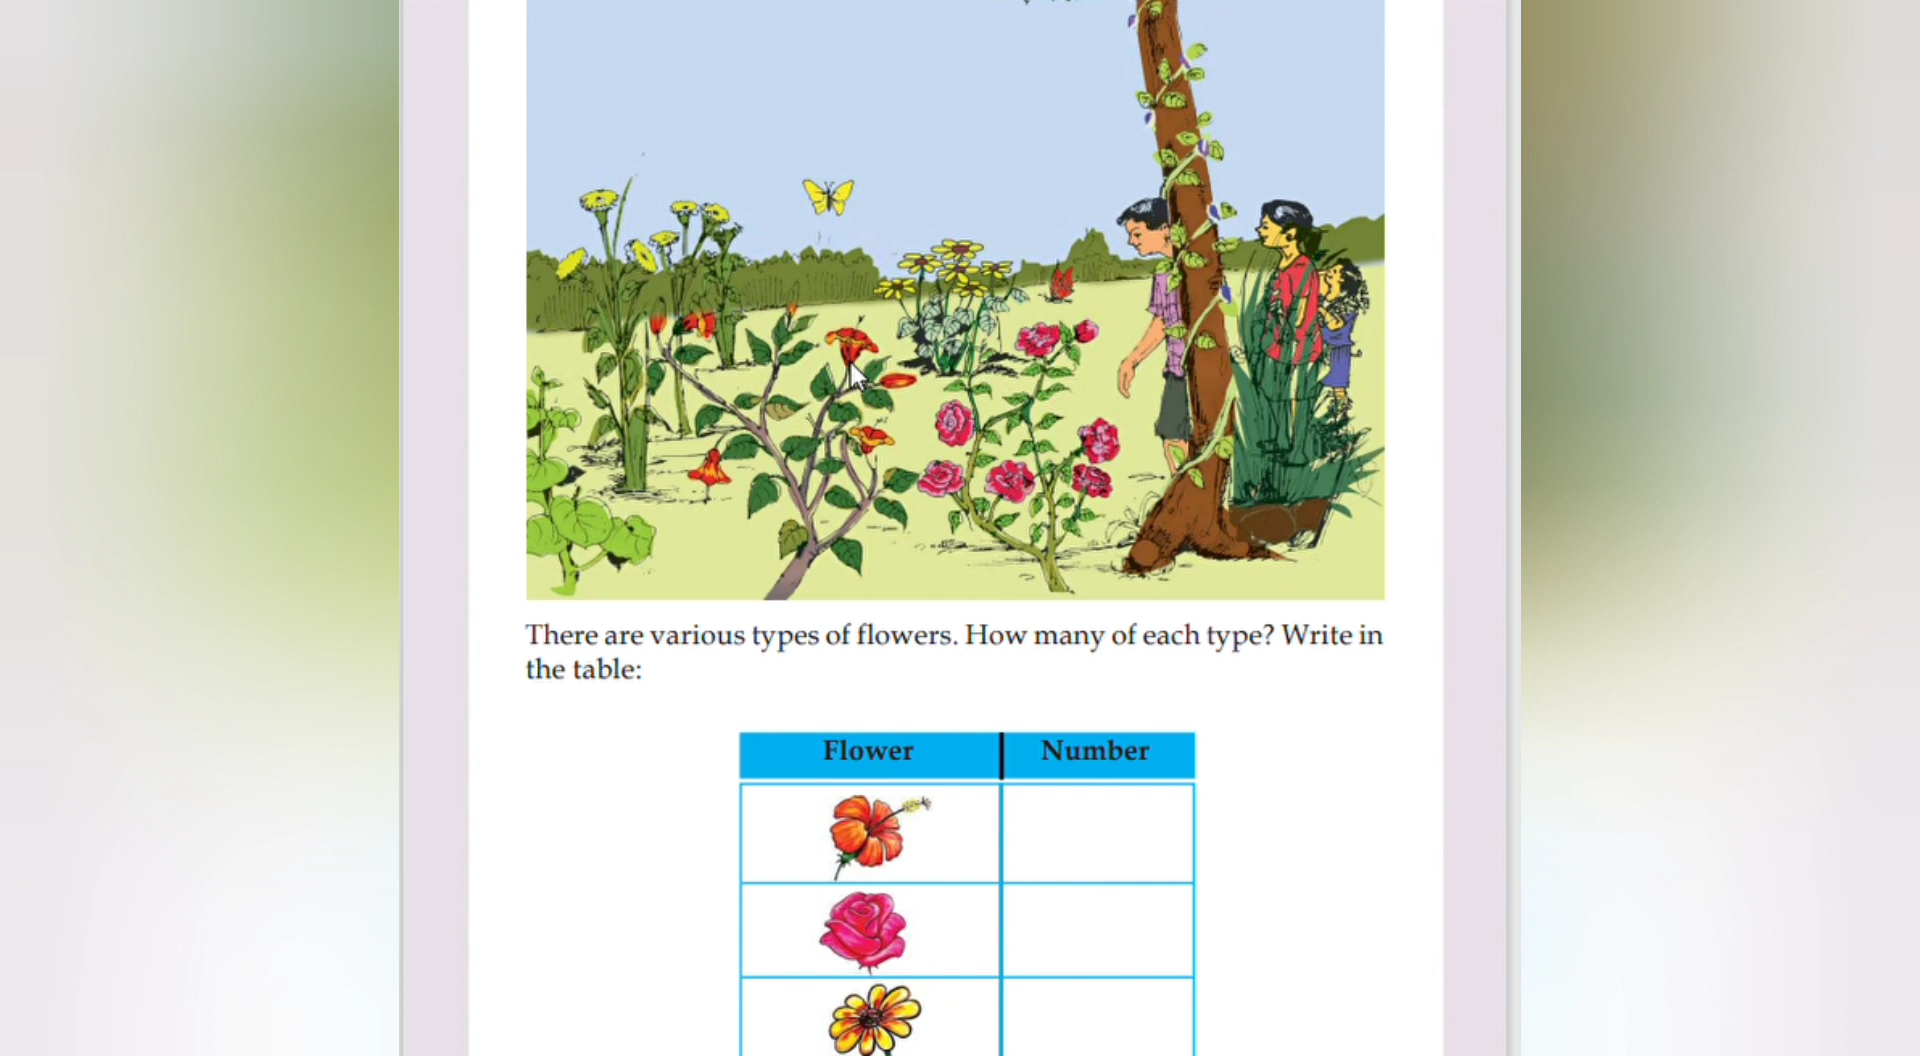 There are various types of flowers. How many of each type? Write in
the table:
Flower Number